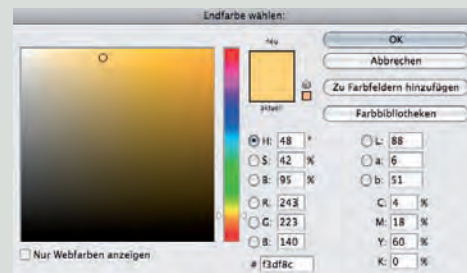 Endfarbe wählen:
neu
OK
Abbrechen
Zu Farbfeldern hinzufügen
aktuell
Farbbibliotheken
H: 48 °
L: 88
S: 42 %
a: 6
B: 95 %
b: 51
R: 243
C: 4 %
G: 223
M: 18 %
B: 140
Y: 60 %
Nur Webfarben anzeigen
# f3df8c
K: 0 %